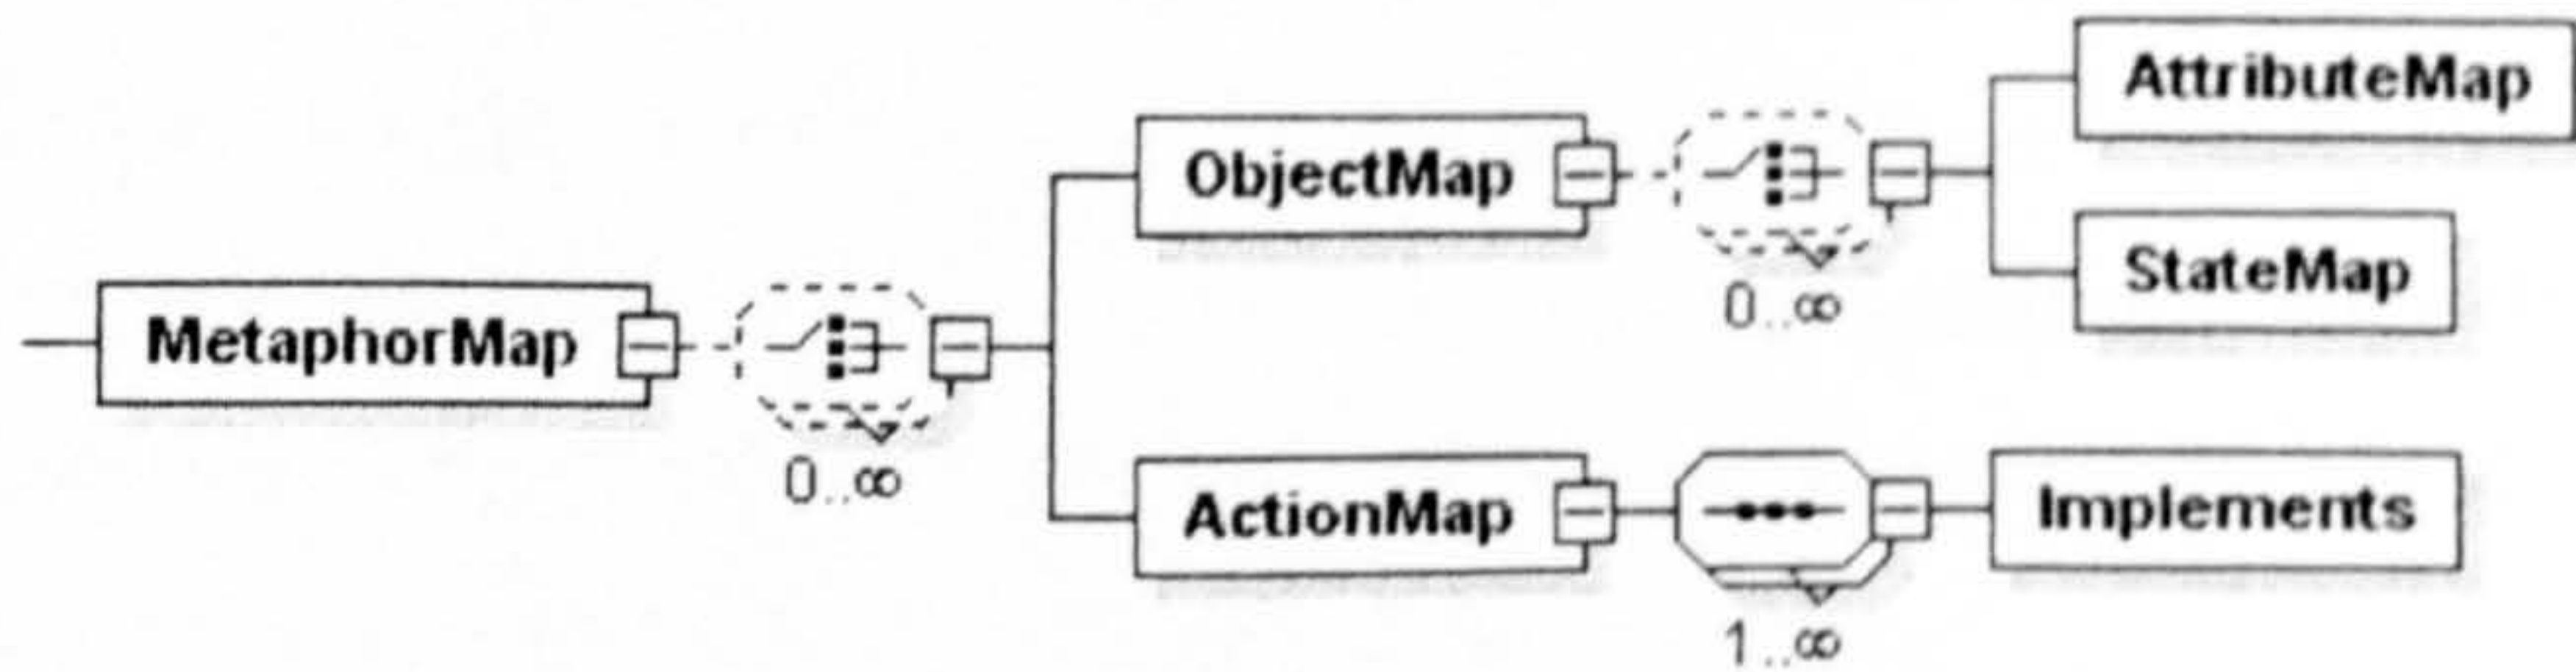 MetaphorMap
0..∞
ObjectMap
0..∞
AttributeMap
StateMap
ActionMap
1..∞
Implements